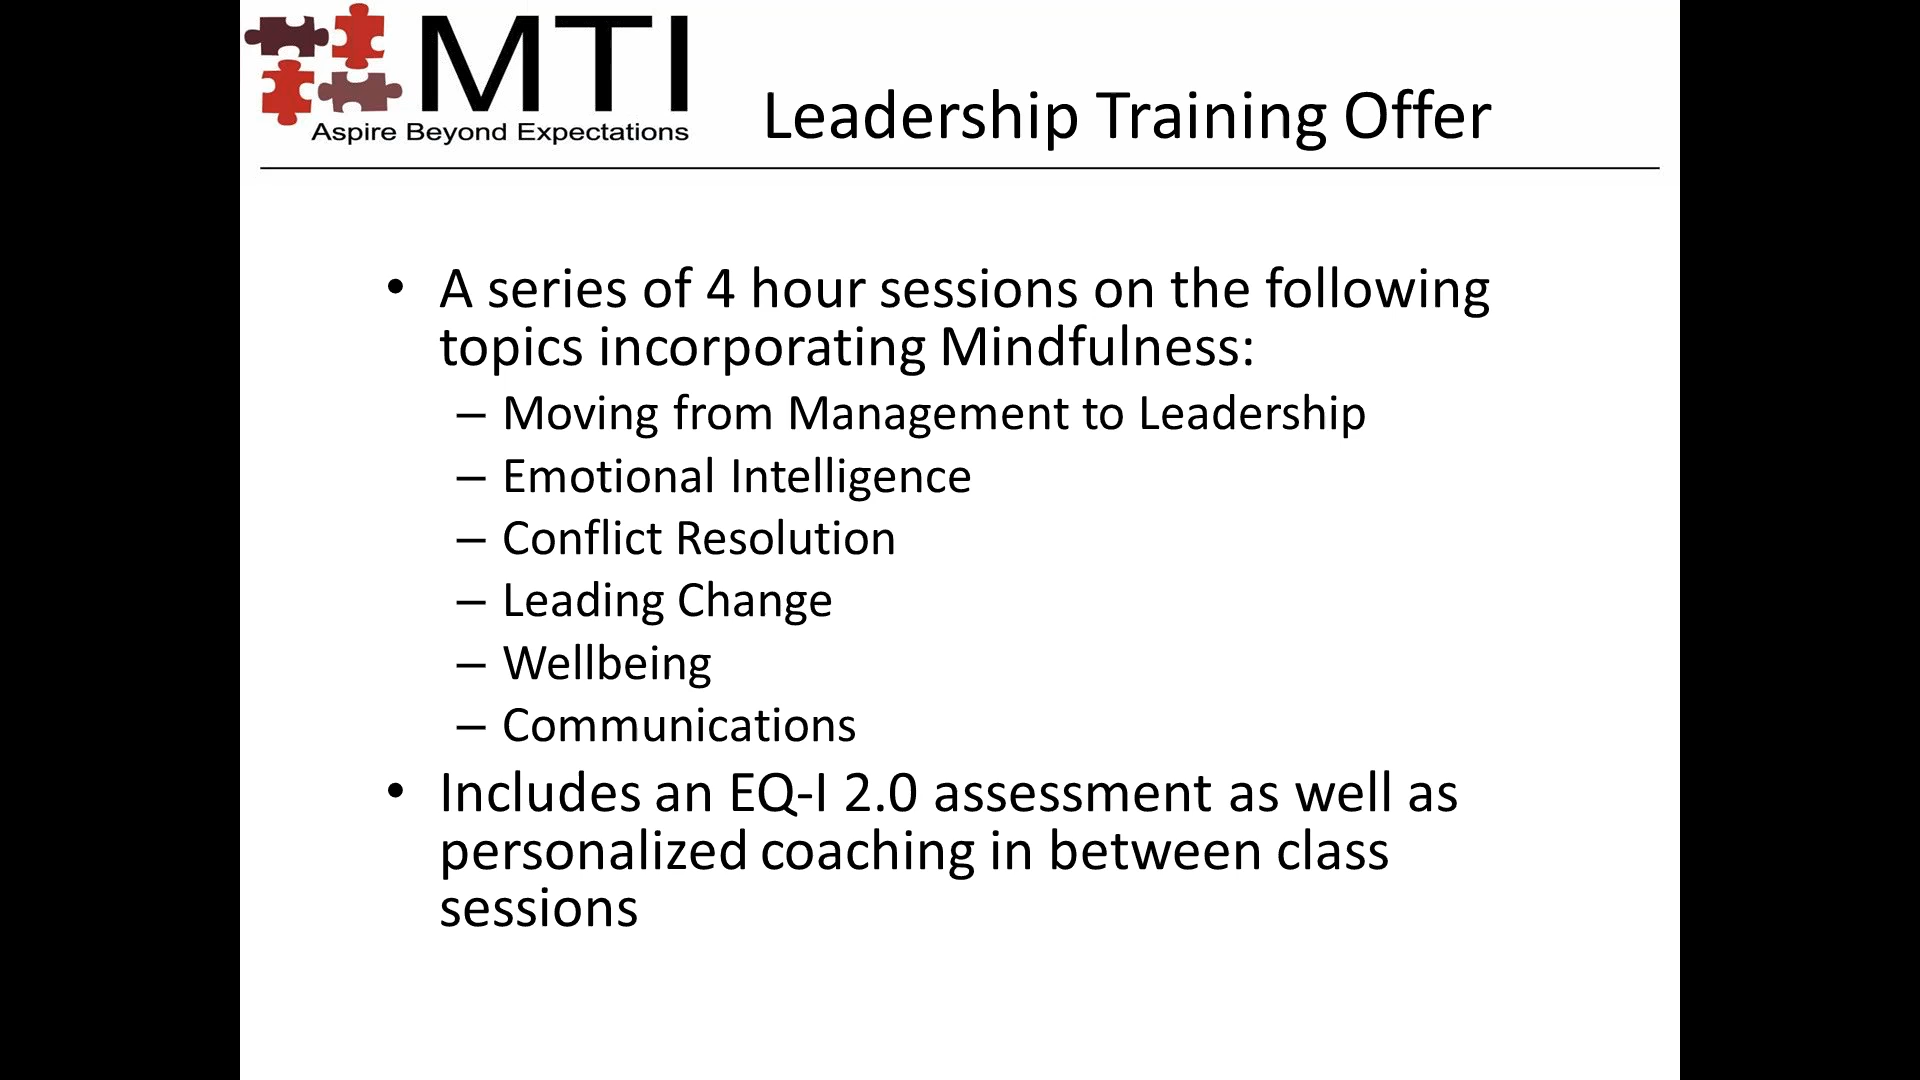 MTI
Aspire Beyond Expectations
Leadership Training Offer
• A series of 4 hour sessions on the following
topics incorporating Mindfulness:
– Moving from Management to Leadership
– Emotional Intelligence
– Conflict Resolution
– Leading Change
– Wellbeing
– Communications
• Includes an EQ-I 2.0 assessment as well as
personalized coaching in between class
sessions